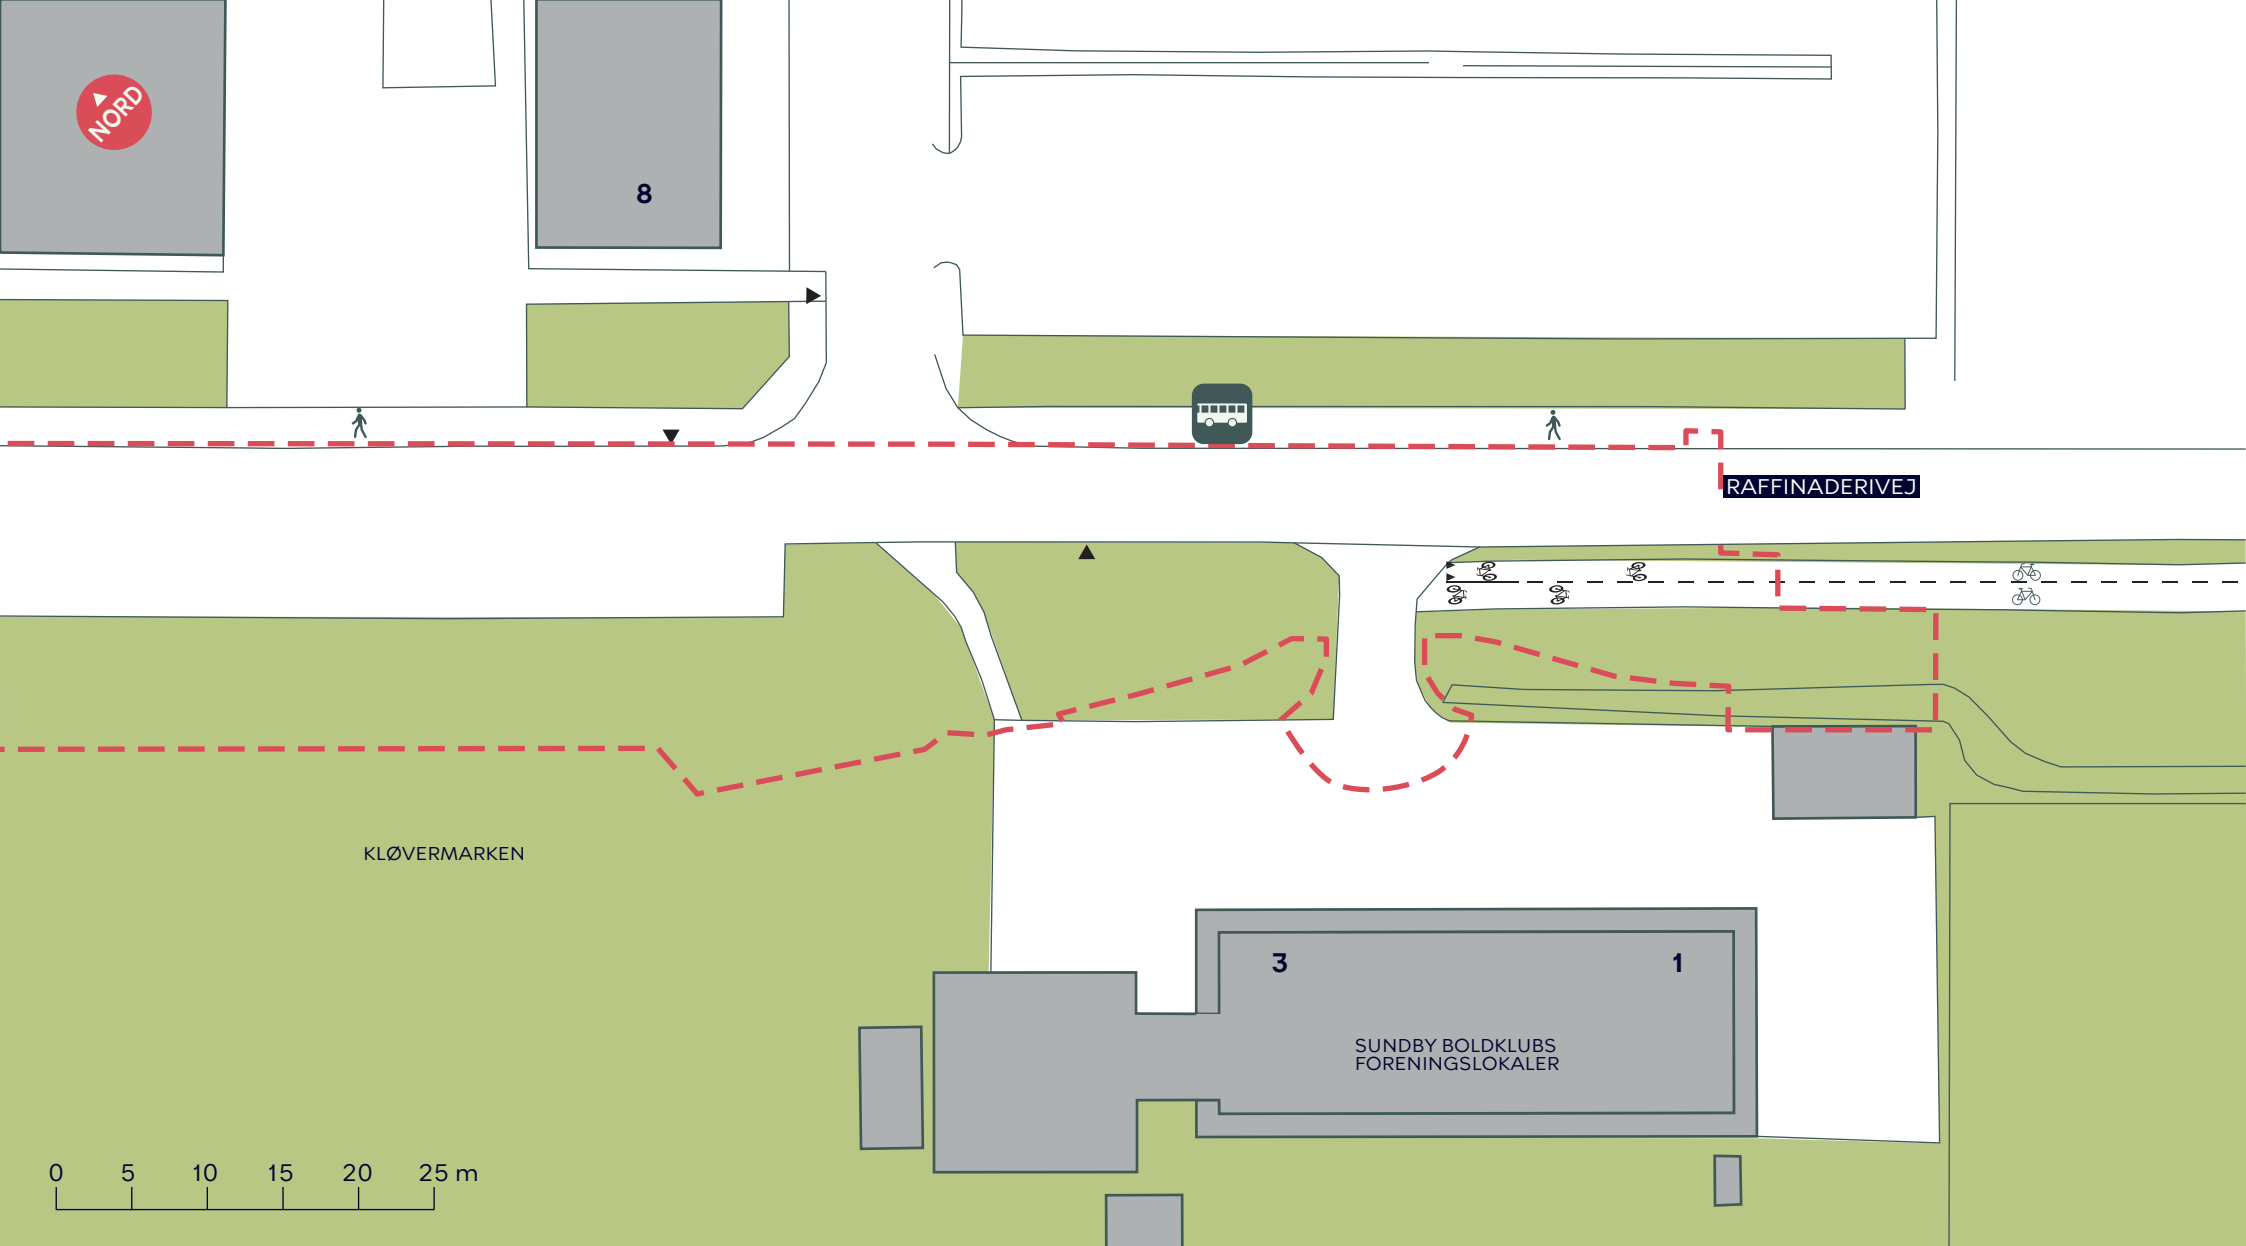 NORD
8
RAFFINADERIVEJ
KLØVERMARKEN
3
1
SUNDBY BOLDKLUBS
FORENINGSLOKALER
0 5 10 15 20 25 m